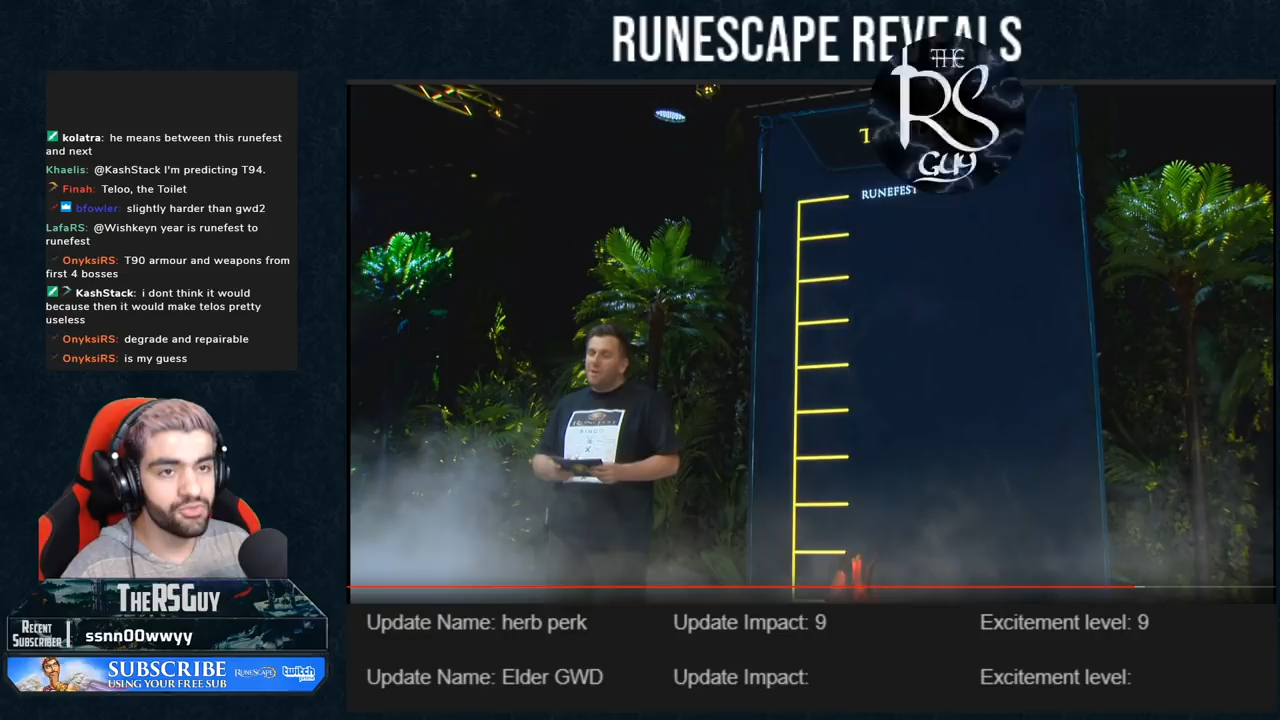 RUNESCAPE REVEALS
THE
RS
GUY
kolatra: he means between this runefest
and next
Khaelis: @KashStack I'm predicting T94.
Finah: Teloo, the Toilet
bfowler: slightly harder than gwd2
LafaRS: @Wishkeyn year is runefest to
runefest
OnyksiRS: T90 armour and weapons from
first 4 bosses
KashStack: i dont think it would
because then it would make telos pretty
useless
OnyksiRS: degrade and repairable
OnyksiRS: is my guess
RUNEFEST
BINGO
THERSGUY
RECENT
SUBSCRIBER
ssnn00wwyy
SUBSCRIBE
USING YOUR FREE SUB
RUNESCAPE
twitch
prime
Update Name: herb perk Update Impact: 9 Excitement level: 9
Update Name: Elder GWD Update Impact: Excitement level: